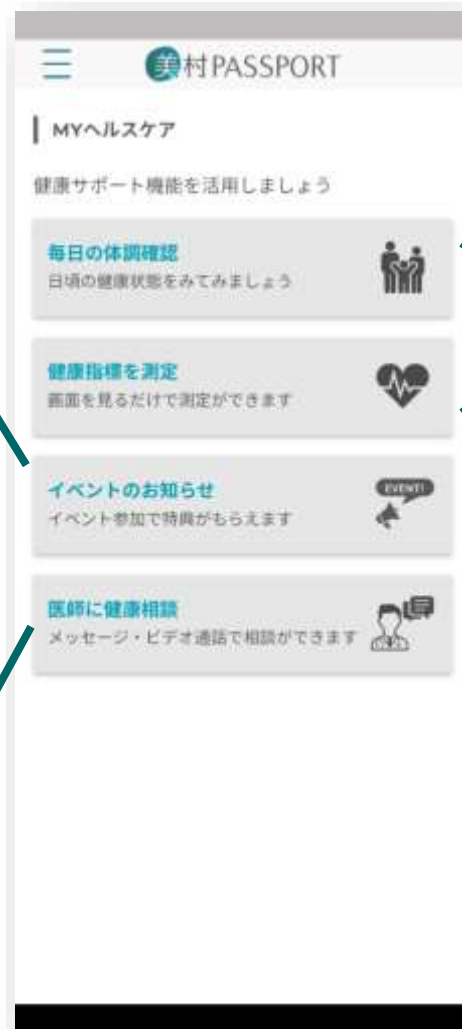 美村PASSPORT
MYヘルスケア
健康サポート機能を活用しましょう
毎日の体調確認
日頃の健康状態をみてみましょう
健康指標を測定
画面を見るだけで測定ができます
イベントのお知らせ
イベント参加で特典がもらえます
EVENT!
医師に健康相談
メッセージ・ビデオ通話で相談ができます